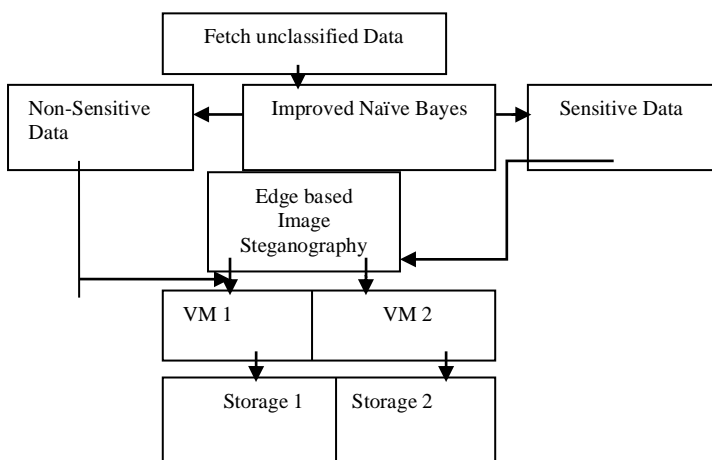 Fetch unclassified Data
Non-Sensitive
Data
Improved Naïve Bayes
Sensitive Data
Edge based
Image
Steganography
VM 1
VM 2
Storage 1
Storage 2